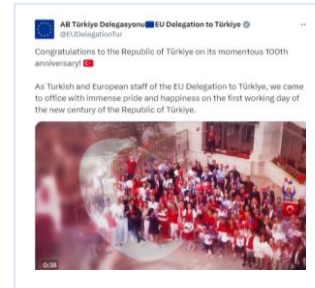 AB Türkiye Delegasyonu🇪🇺EU Delegation to Türkiye
@EUDelegationTur
Congratulations to the Republic of Türkiye on its momentous 100th
anniversary! 🇹🇷
As Turkish and European staff of the EU Delegation to Türkiye, we came
to office with immense pride and happiness on the first working day of
the new century of the Republic of Türkiye.
0:38